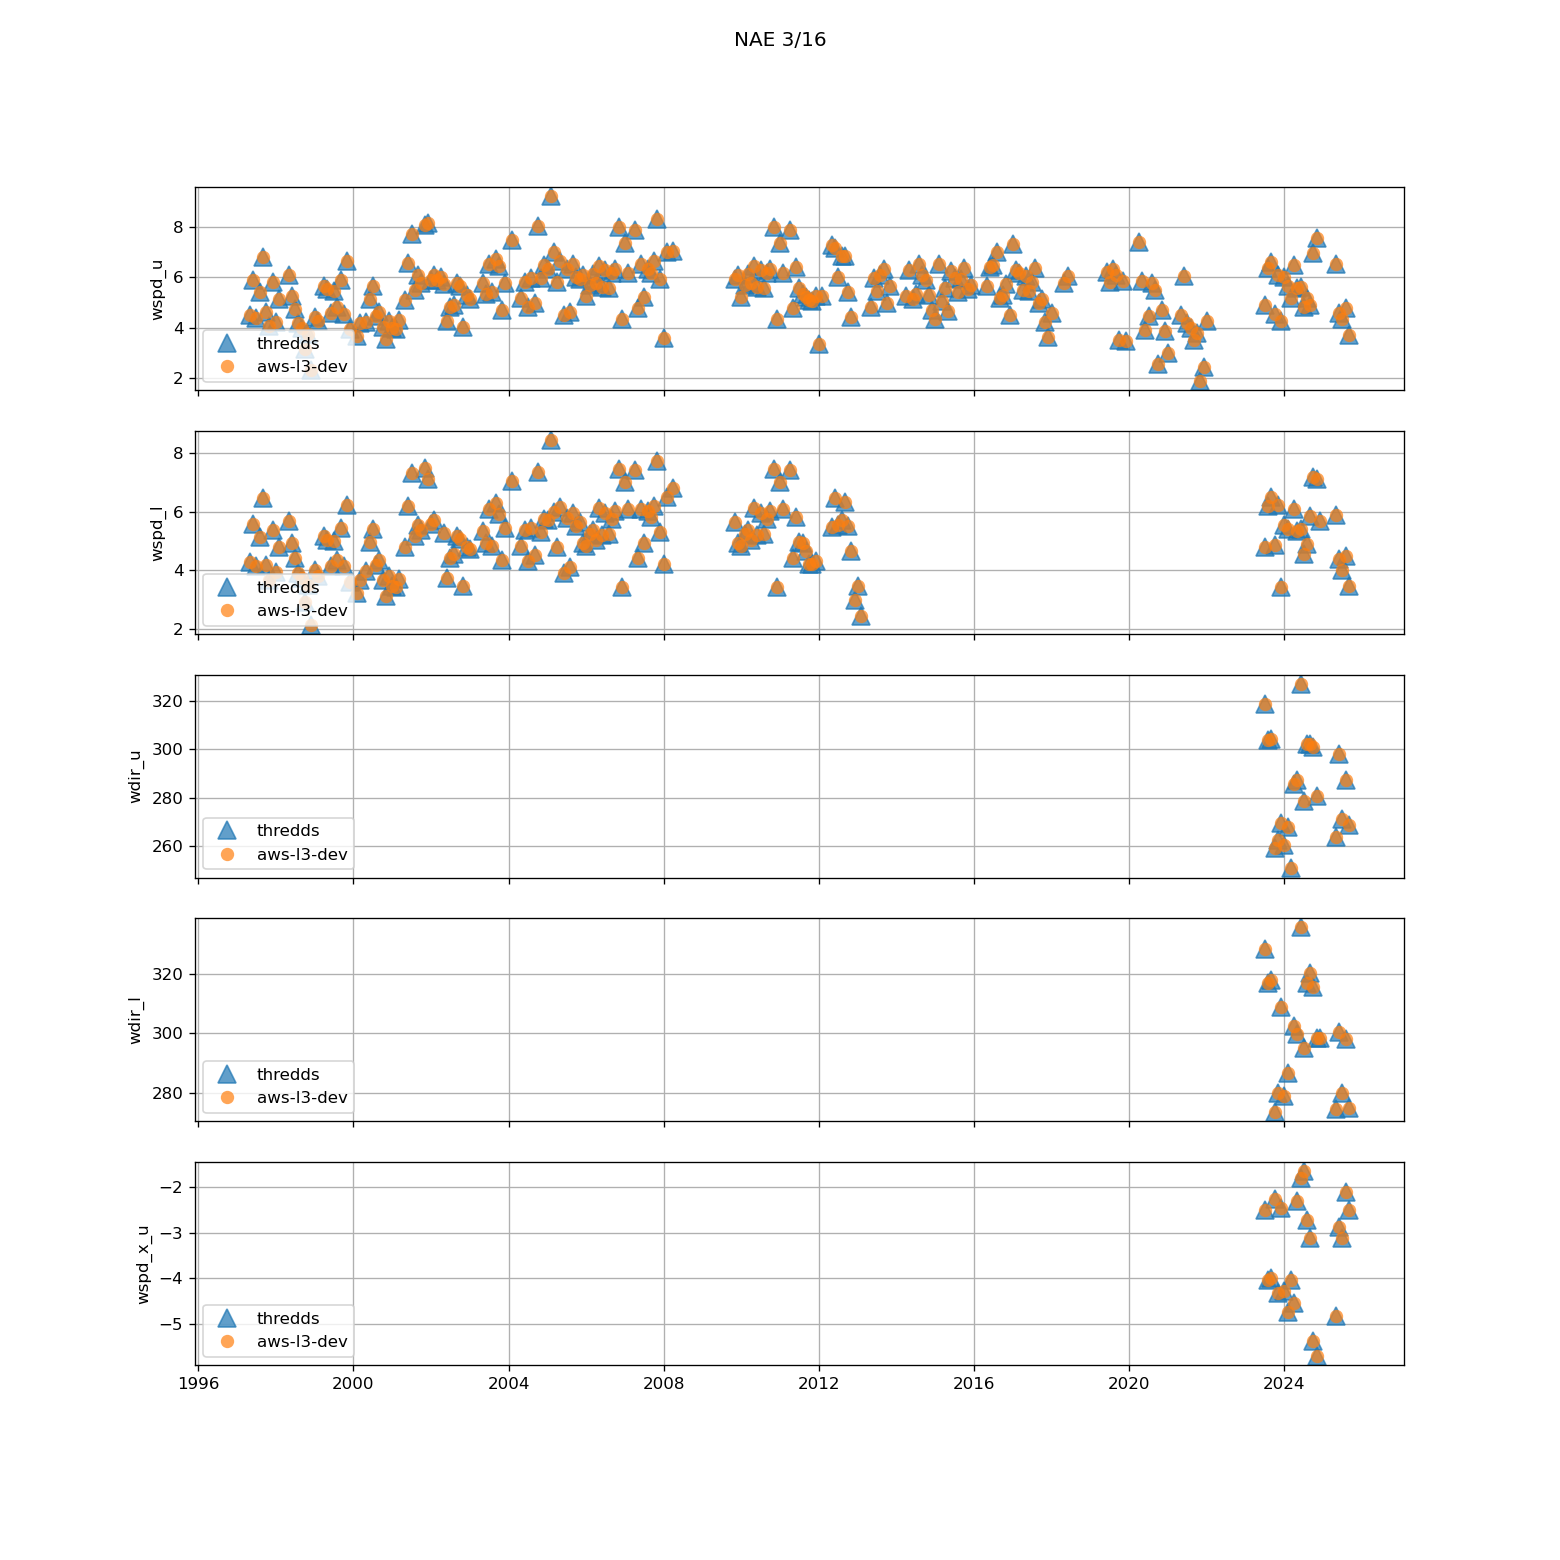 NAE 3/16
wspd_u
8
6
4
2
thredds
aws-l3-dev
wspd_l
8
6
4
2
thredds
aws-l3-dev
wdir_u
320
300
280
260
thredds
aws-l3-dev
wdir_l
320
300
280
thredds
aws-l3-dev
wspd_x_u
−2
−3
−4
−5
thredds
aws-l3-dev
1996 2000 2004 2008 2012 2016 2020 2024